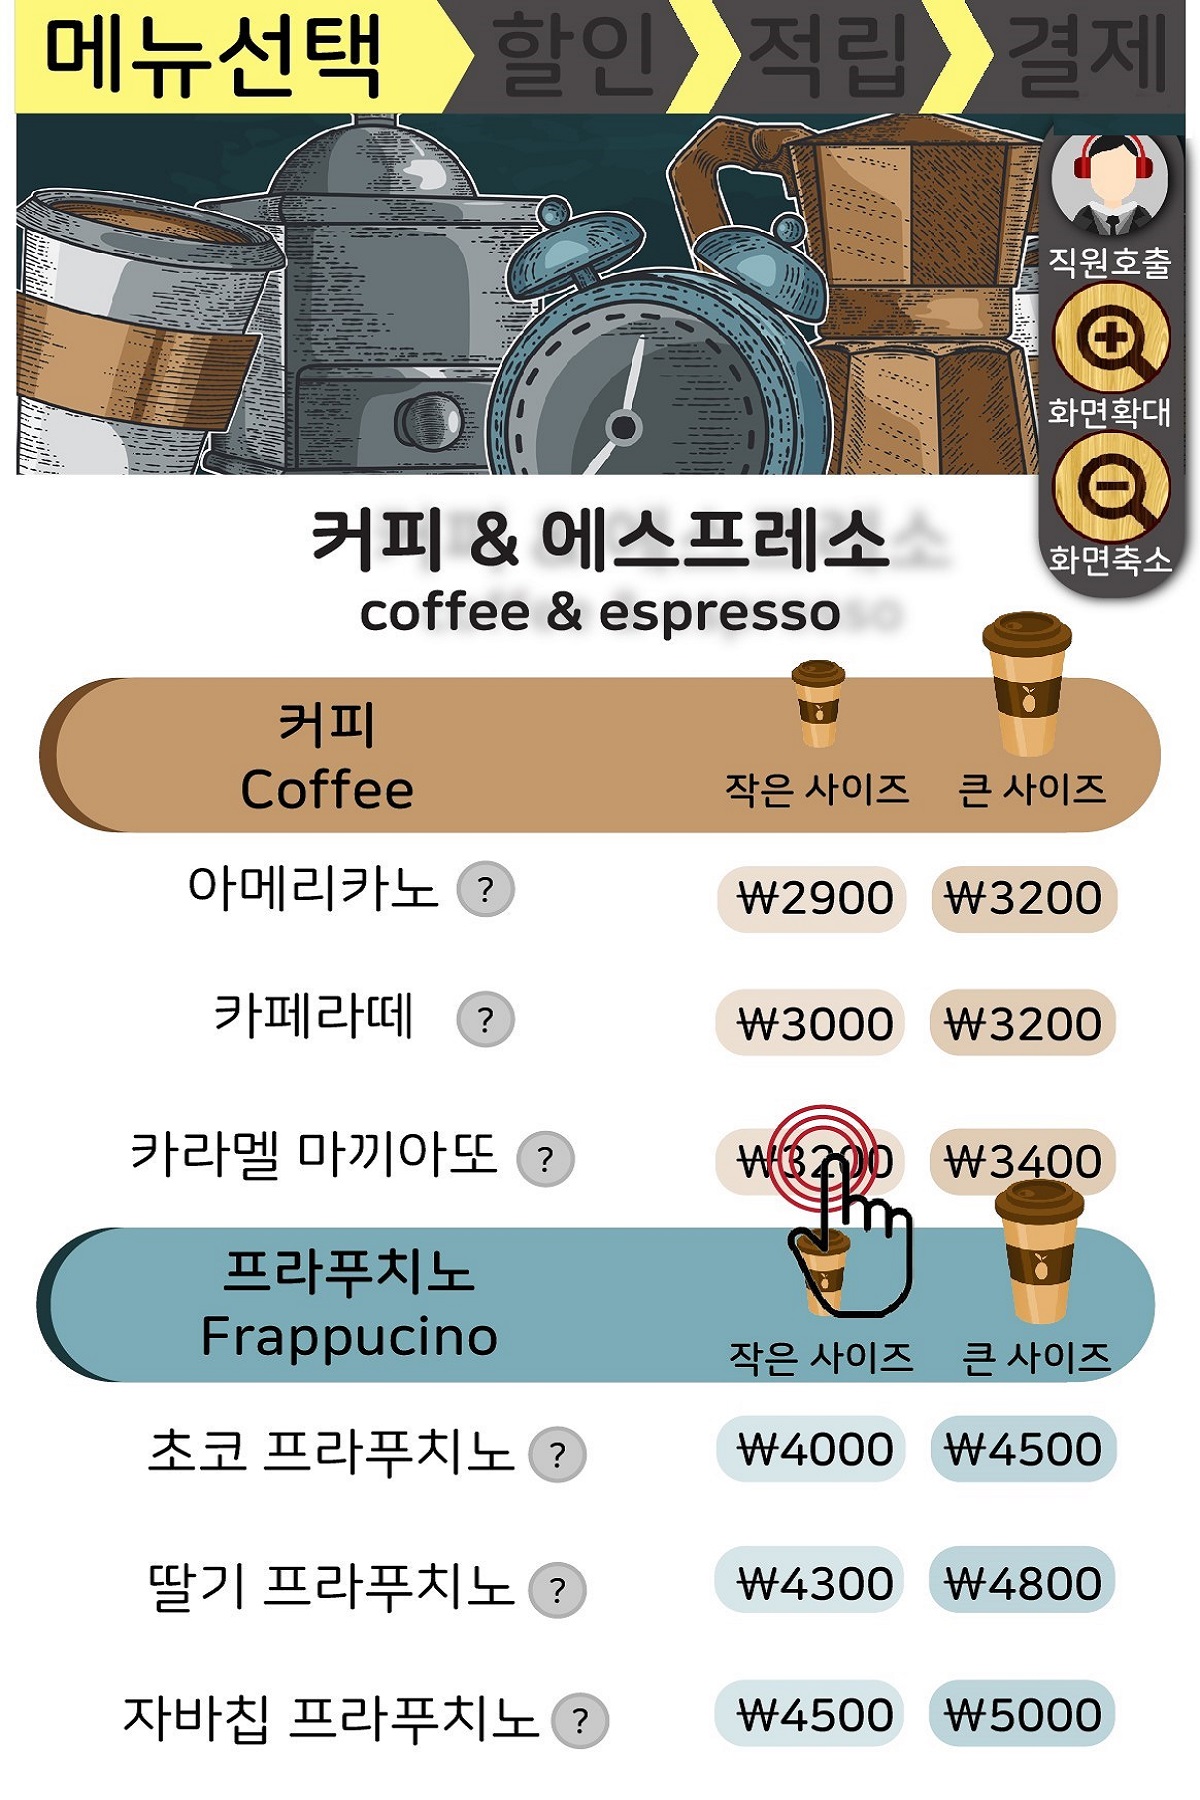 메뉴선택 할인 적립 결제
직원호출
화면확대
화면축소
커피 & 에스프레소
coffee & espresso
커피
Coffee
작은 사이즈 큰 사이즈
아메리카노 ? ₩2900 ₩3200
카페라떼 ? ₩3000 ₩3200
카라멜 마끼아또 ? ₩3200 ₩3400
프라푸치노
Frappucino
작은 사이즈 큰 사이즈
초코 프라푸치노 ? ₩4000 ₩4500
딸기 프라푸치노 ? ₩4300 ₩4800
자바칩 프라푸치노 ? ₩4500 ₩5000